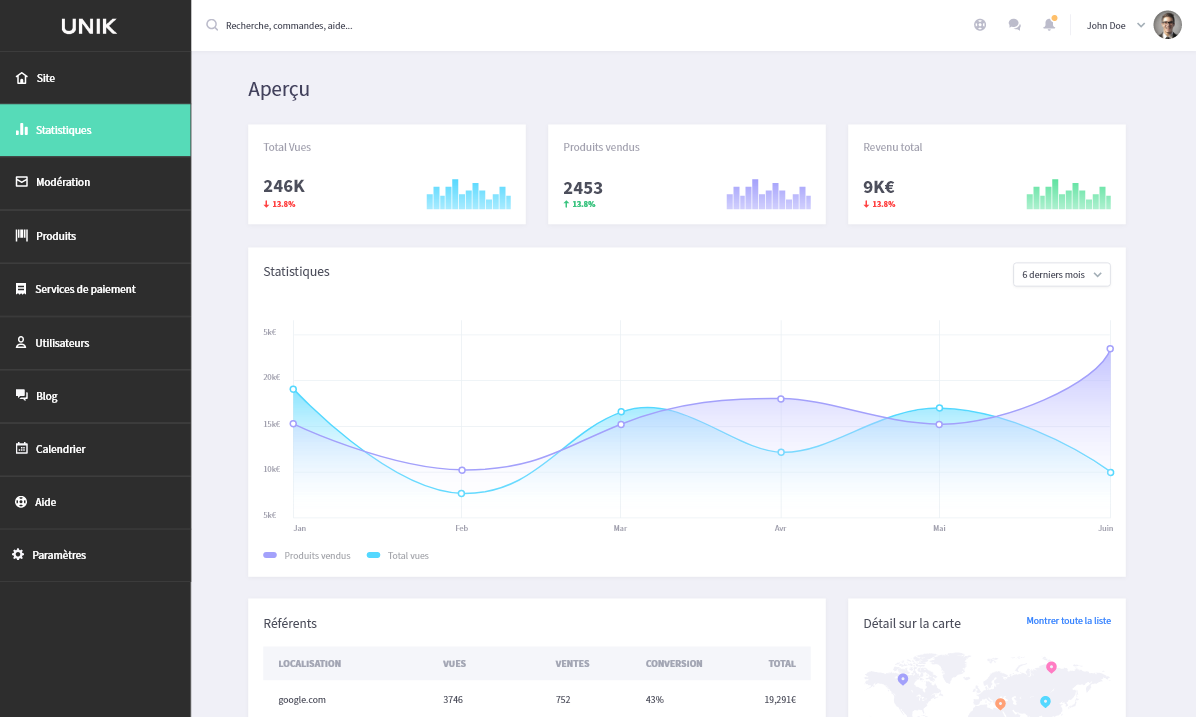 UNIK
Recherche, commandes, aide...
John Doe
Site
Statistiques
Modération
Produits
Services de paiement
Utilisateurs
Blog
Calendrier
Aide
Paramètres
Aperçu
Total Vues
246K
13.8%
Produits vendus
2453
13.8%
Revenu total
9K€
13.8%
Statistiques
6 derniers mois
5k€
20k€
15k€
10k€
5k€
Jan Feb Mar Avr Mai Juin
Produits vendus Total vues
Référents
LOCALISATION VUES VENTES CONVERSION TOTAL
google.com 3746 752 43% 19,291€
Détail sur la carte
Montrer toute la liste